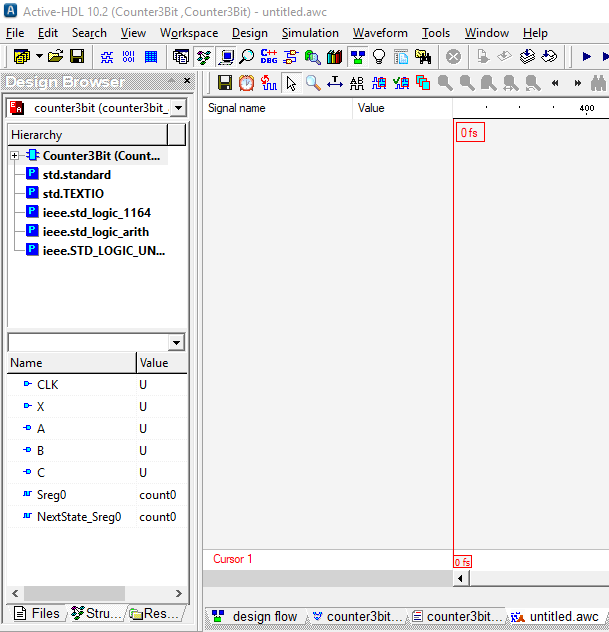 Active-HDL 10.2 (Counter3Bit ,Counter3Bit) - untitled.awc
File Edit Search View Workspace Design Simulation Waveform Tools Window Help
Design Browser
counter3bit (counter3bit_
Hierarchy
Counter3Bit (Count...
std.standard
std.TEXTIO
ieee.std_logic_1164
ieee.std_logic_arith
ieee.STD_LOGIC_UN...
Name Value
CLK U
X U
A U
B U
C U
Sreg0 count0
NextState_Sreg0 count0
Files Stru... Res...
Signal name Value 400
0 fs
Cursor 1 0 fs
design flow counter3bit... counter3bit... untitled.awc